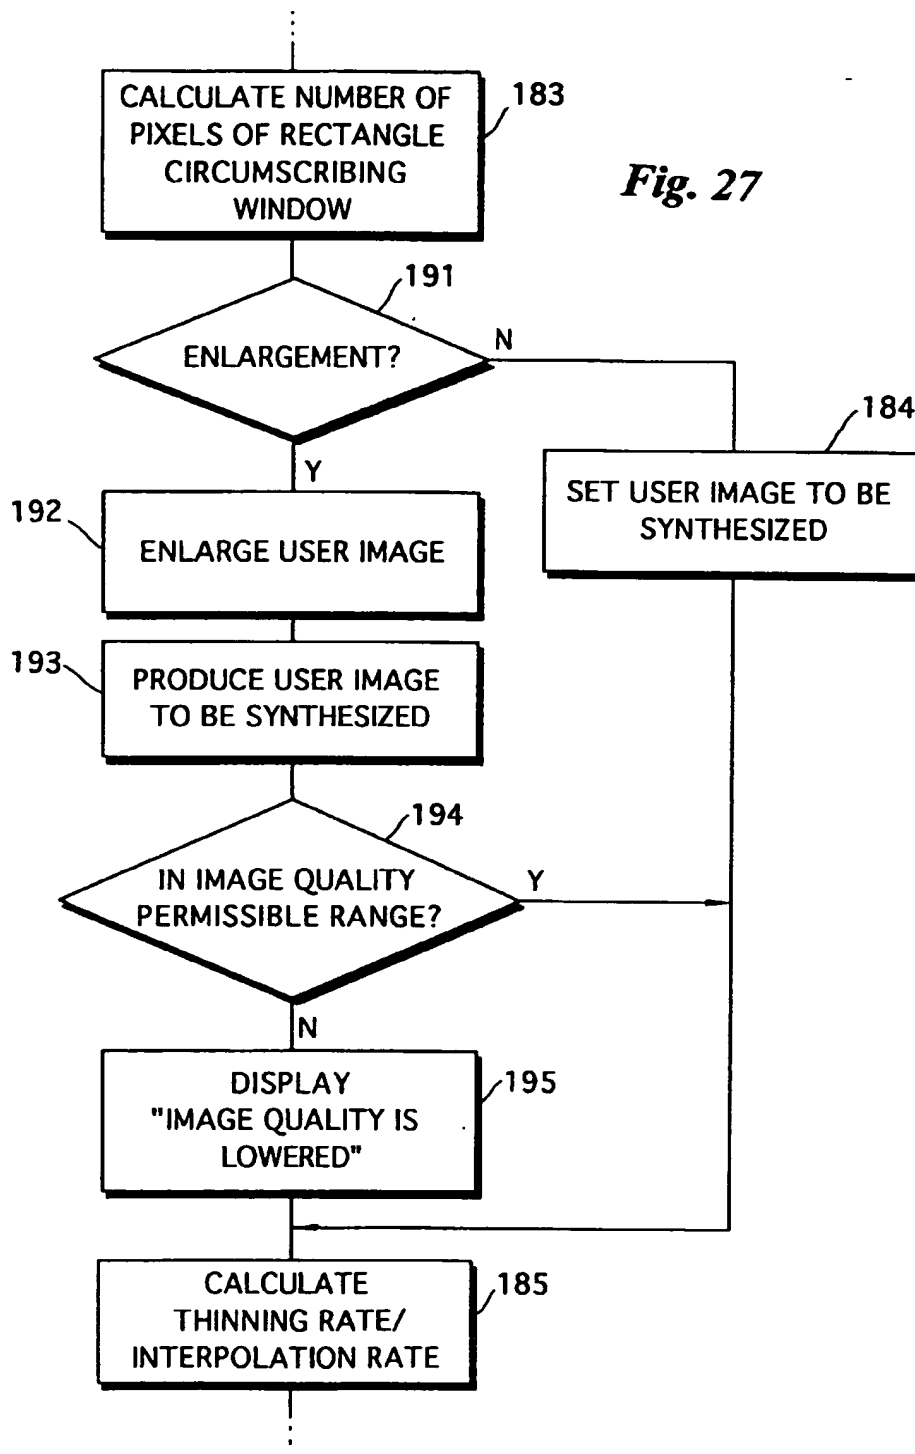 CALCULATE NUMBER OF
PIXELS OF RECTANGLE
CIRCUMSCRIBING
WINDOW
183
Fig. 27
191
ENLARGEMENT?
N
Y
184
SET USER IMAGE TO BE
SYNTHESIZED
192
ENLARGE USER IMAGE
193
PRODUCE USER IMAGE
TO BE SYNTHESIZED
194
IN IMAGE QUALITY
PERMISSIBLE RANGE?
Y
N
DISPLAY
"IMAGE QUALITY IS
LOWERED"
195
CALCULATE
THINNING RATE/
INTERPOLATION RATE
185